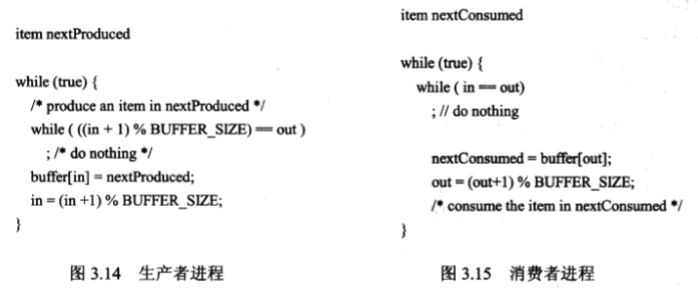 item nextProduced
while (true) {
/* produce an item in nextProduced */
while ( ((in + 1) % BUFFER_SIZE) == out )
; /* do nothing */
buffer[in] = nextProduced;
in = (in +1) % BUFFER_SIZE;
}
图 3.14 生产者进程
item nextConsumed
while (true) {
while ( in == out)
; // do nothing
nextConsumed = buffer[out];
out = (out+1) % BUFFER_SIZE;
/* consume the item in nextConsumed */
}
图 3.15 消费者进程